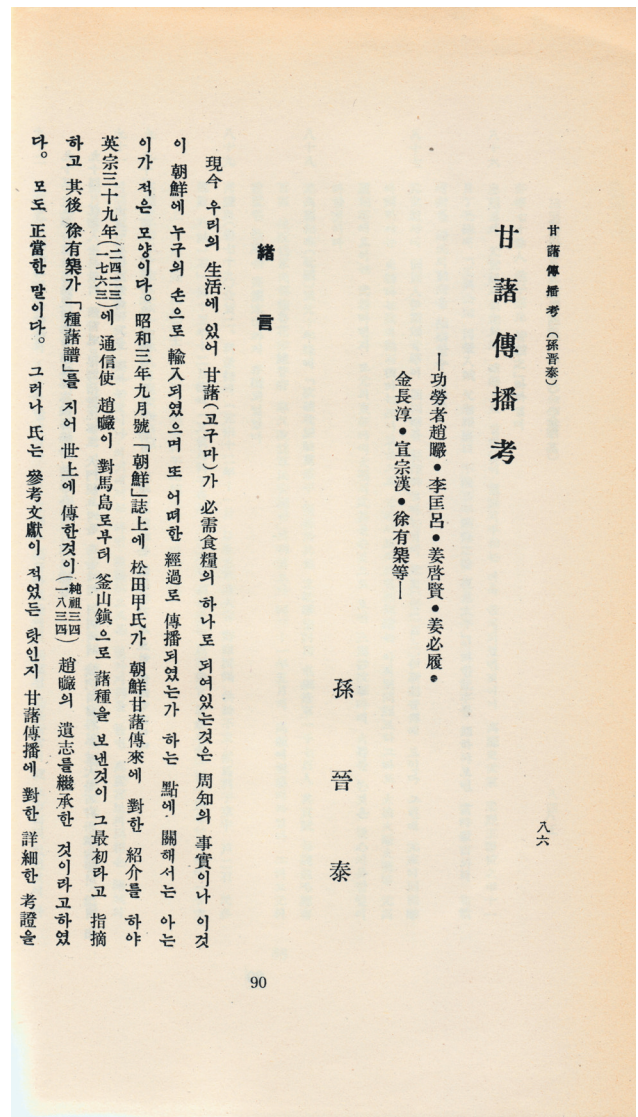 甘藷傳播考(孫晉泰)
八六
甘藷傳播考
─功勞者趙曮●李匡呂●姜啓賢●姜必履●
金長淳●宣宗漢●徐有榘等─
孫晉泰
緒言
現今 우리의 生活에 있어 甘藷(고구마)가 必需食糧의 하나로 되여있는것은 周知의 事實이나 이것
이 朝鮮에 누구의 손으로 輸入되였으며 또 어떠한 經過로 傳播되였는가 하는 點에 關해서는 아는
이가 적은 모양이다。昭和三年九月號「朝鮮」誌上에 松田甲氏가 朝鮮甘藷傳來에 對한 紹介를 하야
英宗三十九年(二四二三 一七六三)에 通信使 趙曮이 對馬島로부터 釜山鎭으로 藷種을 보낸것이 그最初라고 指摘
하고 其後 徐有榘가「種藷譜」를 지어 世上에 傳한것이(純祖三四 一八三四) 趙曮의 遺志를繼承한 것이라고하였
다。모도 正當한 말이다。그러나 氏는 參考文獻이 적었든 탓인지 甘藷傳播에 對한 詳細한 考證을
90